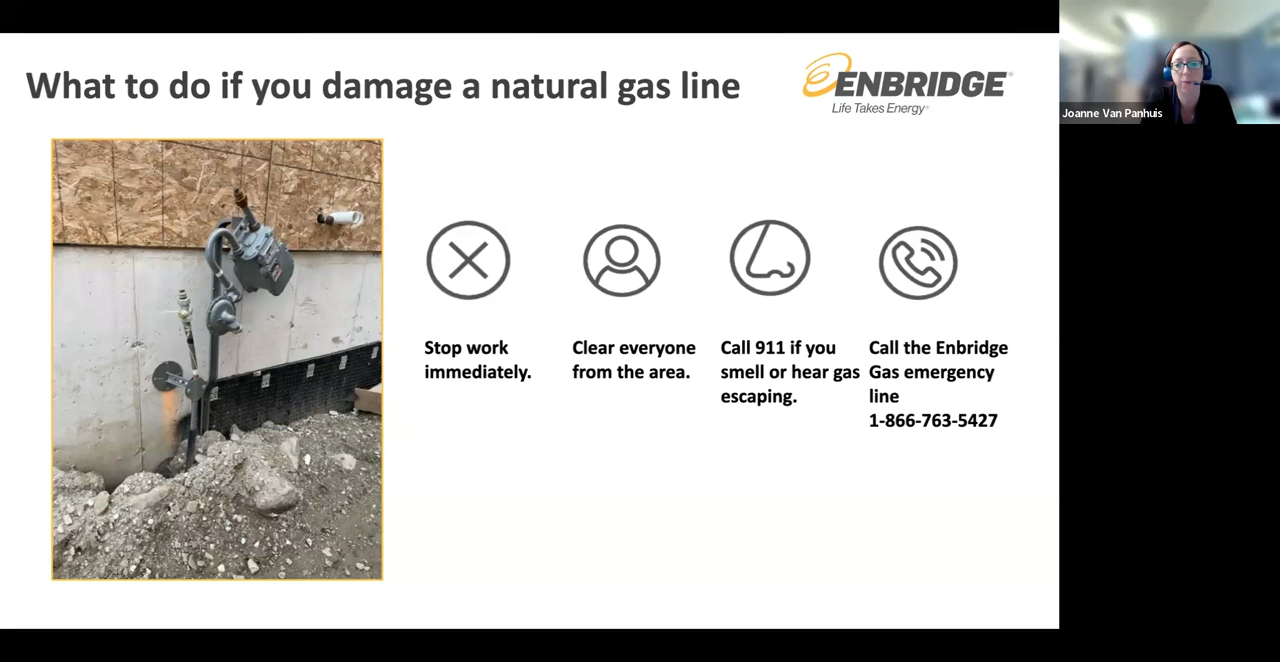 What to do if you damage a natural gas line
ENBRIDGE®
Life Takes Energy®
Joanne Van Panhuis
Stop work
immediately.
Clear everyone
from the area.
Call 911 if you
smell or hear gas
escaping.
Call the Enbridge
Gas emergency
line
1-866-763-5427